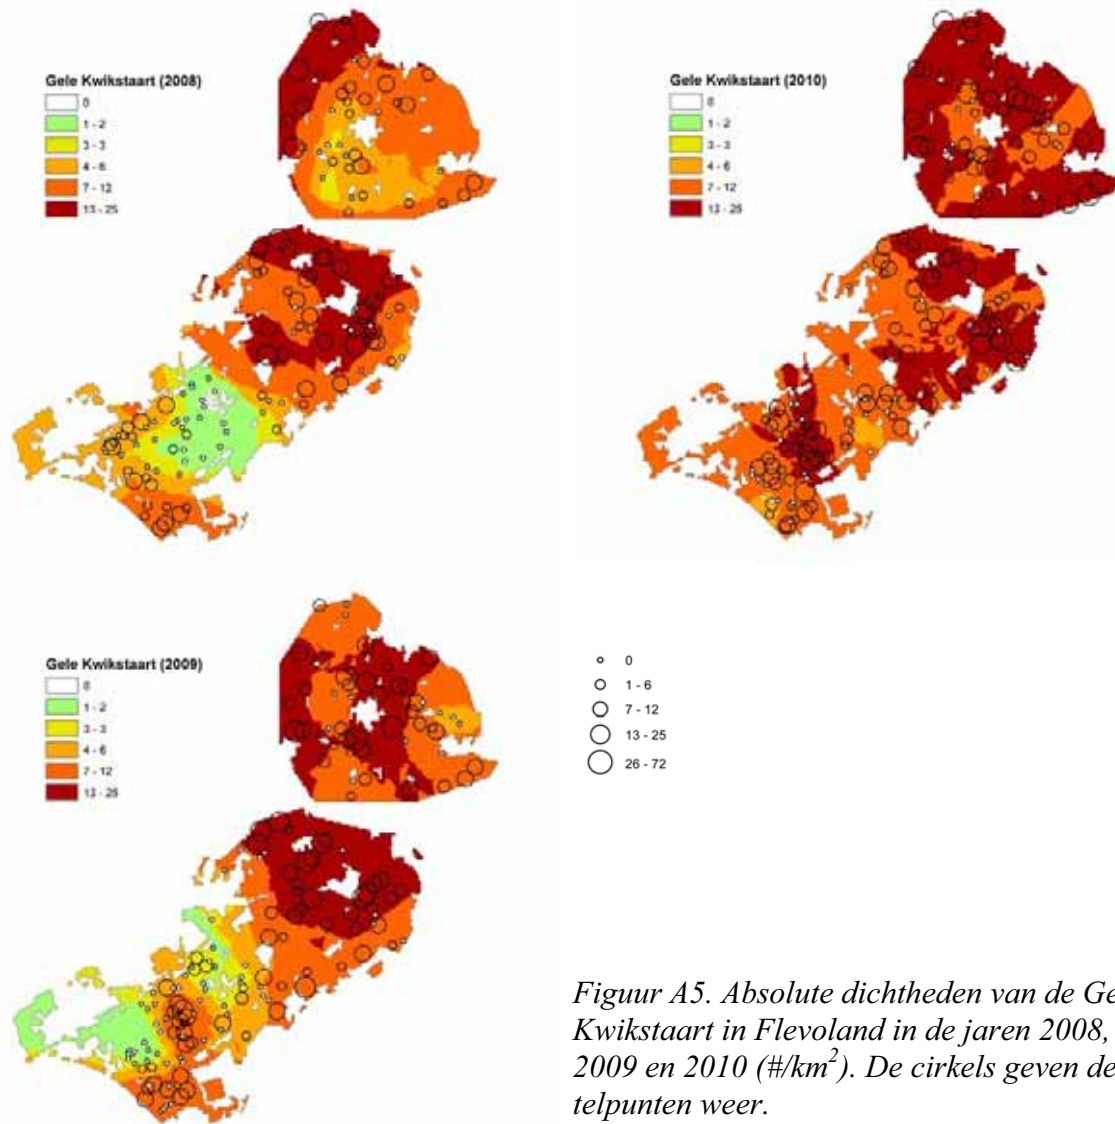 Gele Kwikstaart (2008)
0
1 - 2
3 - 3
4 - 6
7 - 12
13 - 25
Gele Kwikstaart (2010)
0
1 - 2
3 - 3
4 - 6
7 - 12
13 - 25
Gele Kwikstaart (2009)
0
1 - 2
3 - 3
4 - 6
7 - 12
13 - 25
0
1 - 6
7 - 12
13 - 25
26 - 72
Figuur A5. Absolute dichtheden van de Ge
Kwikstaart in Flevoland in de jaren 2008,
2009 en 2010 (#/km²). De cirkels geven de
telpunten weer.